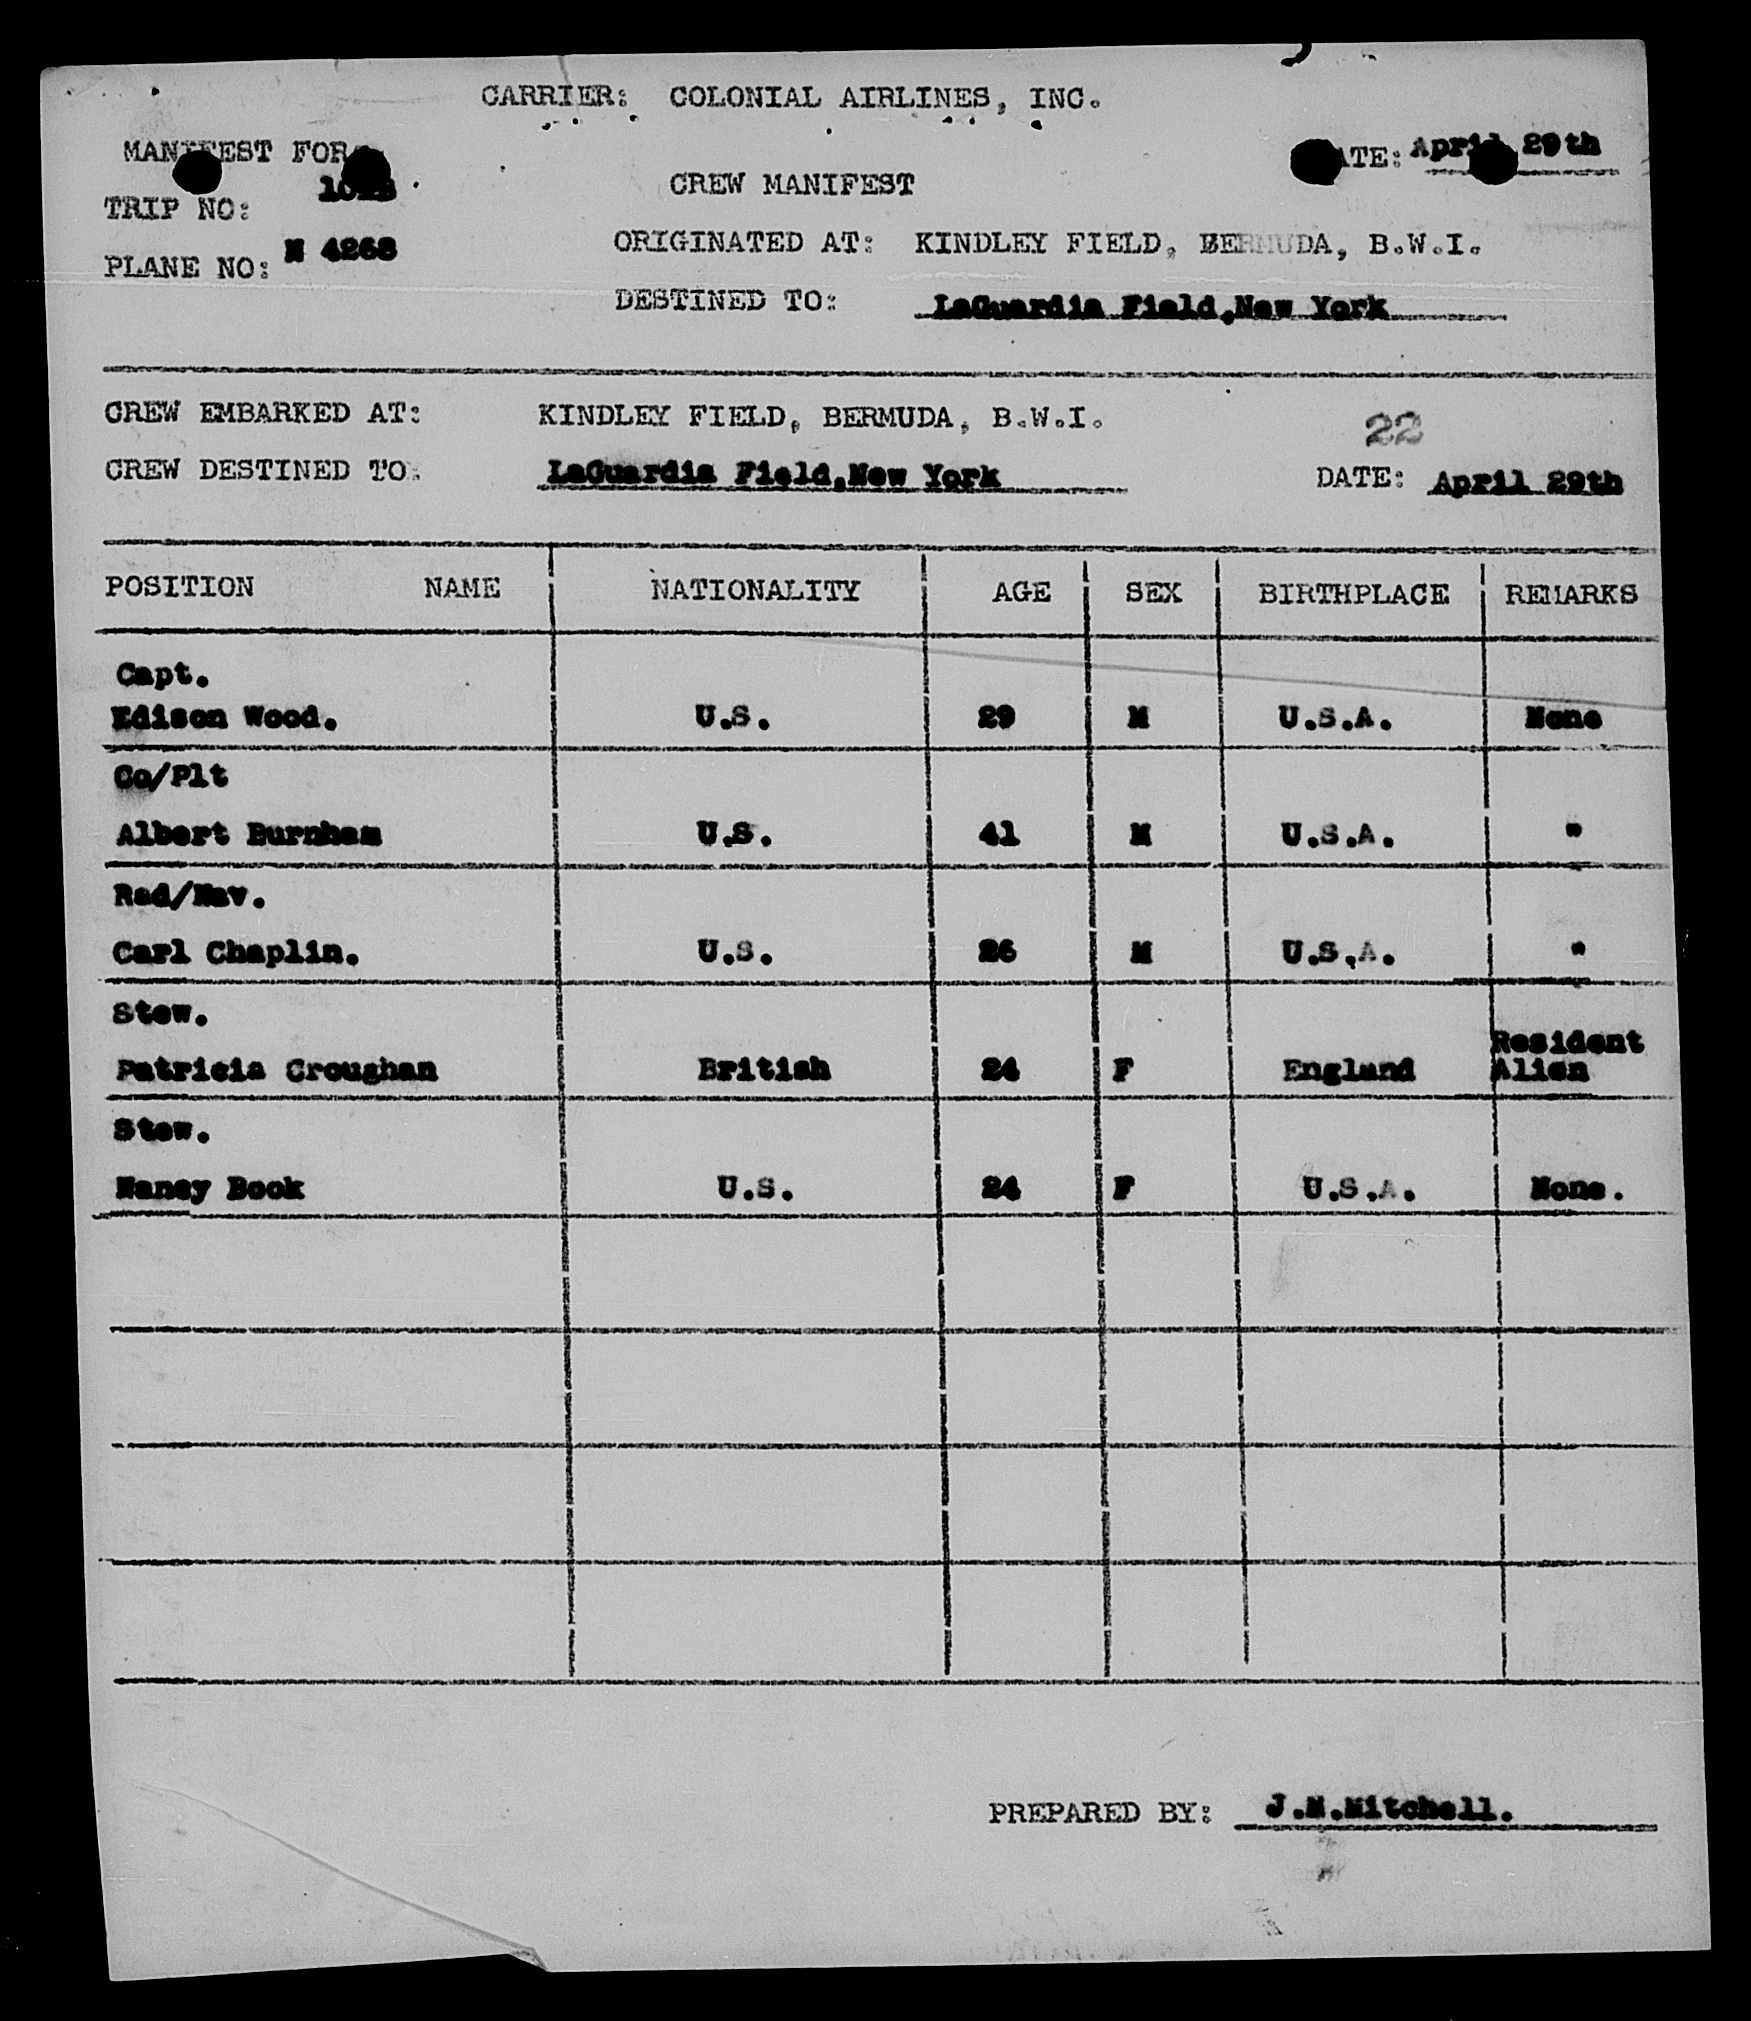 CARRIER: COLONIAL AIRLINES, INC.
MANIFEST FOR
DATE: April 29th
CREW MANIFEST
TRIP NO:
ORIGINATED AT: KINDLEY FIELD, BERMUDA, B.W.I.
PLANE NO: N 4268
DESTINED TO: LaGuardia Field,New York
CREW EMBARKED AT: KINDLEY FIELD, BERMUDA, B.W.I.
22
CREW DESTINED TO: LaGuardia Field,New York DATE: April 29th
POSITION NAME NATIONALITY AGE SEX BIRTHPLACE REMARKS
Capt.
Edison Wood. U.S. 29 M U.S.A. None
Co/Plt
Albert Burnham U.S. 41 M U.S.A. "
Rad/Nav.
Carl Chaplin. U.S. 26 M U.S.A. "
Stew.
Patricia Croughan British 24 F England Resident Alien
Stew.
Nancy Book U.S. 24 F U.S.A. None.
PREPARED BY: J.M.Mitchell.